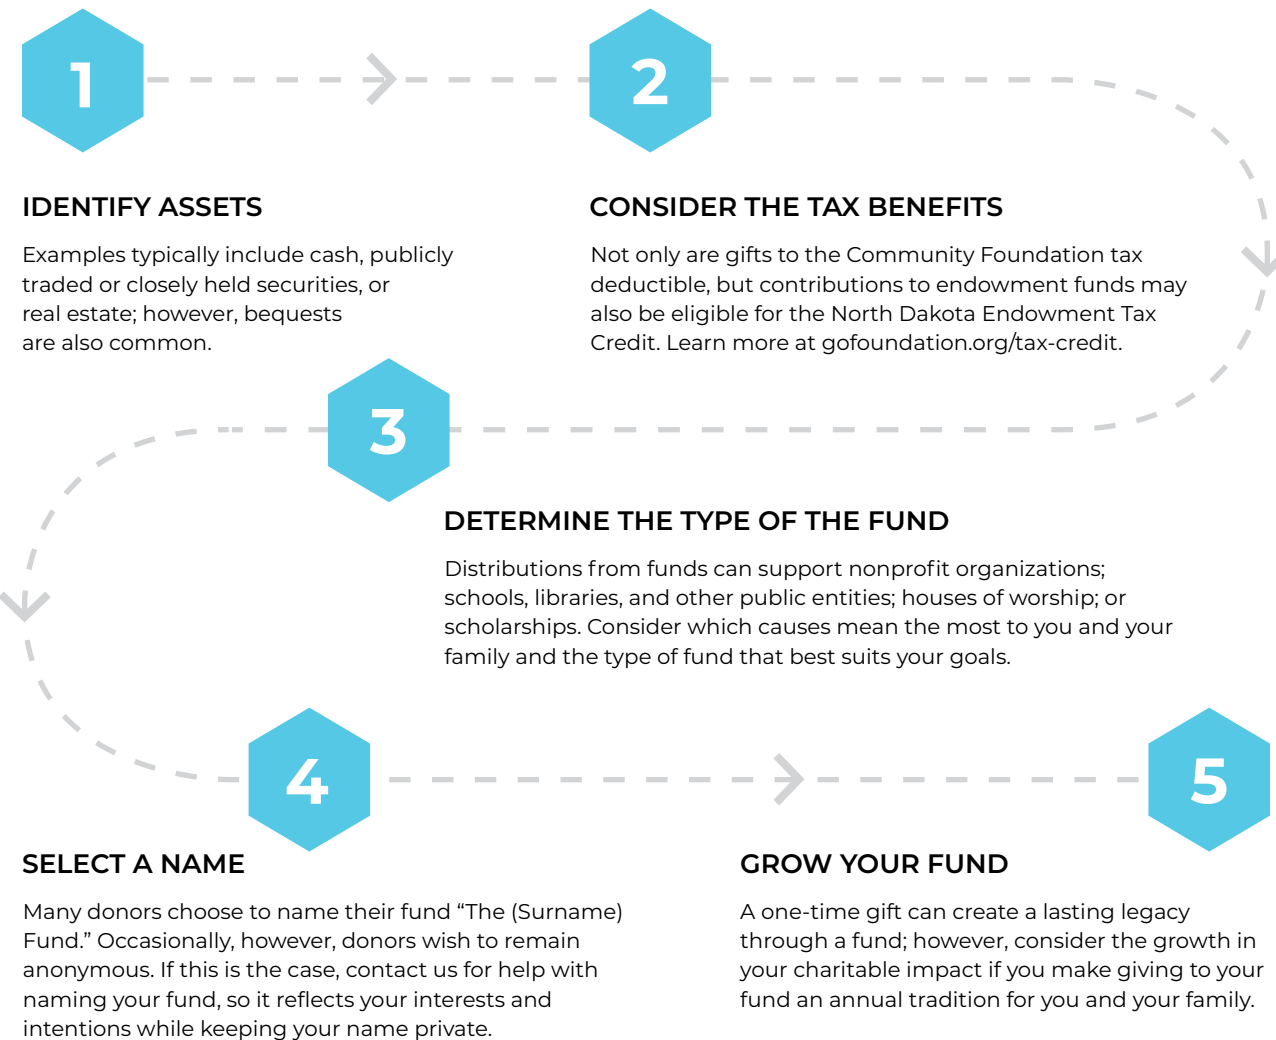 1
2
IDENTIFY ASSETS
Examples typically include cash, publicly
traded or closely held securities, or
real estate; however, bequests
are also common.
CONSIDER THE TAX BENEFITS
Not only are gifts to the Community Foundation tax
deductible, but contributions to endowment funds may
also be eligible for the North Dakota Endowment Tax
Credit. Learn more at gofoundation.org/tax-credit.
3
DETERMINE THE TYPE OF THE FUND
Distributions from funds can support nonprofit organizations;
schools, libraries, and other public entities; houses of worship; or
scholarships. Consider which causes mean the most to you and your
family and the type of fund that best suits your goals.
4
5
SELECT A NAME
Many donors choose to name their fund “The (Surname)
Fund.” Occasionally, however, donors wish to remain
anonymous. If this is the case, contact us for help with
naming your fund, so it reflects your interests and
intentions while keeping your name private.
GROW YOUR FUND
A one-time gift can create a lasting legacy
through a fund; however, consider the growth in
your charitable impact if you make giving to your
fund an annual tradition for you and your family.